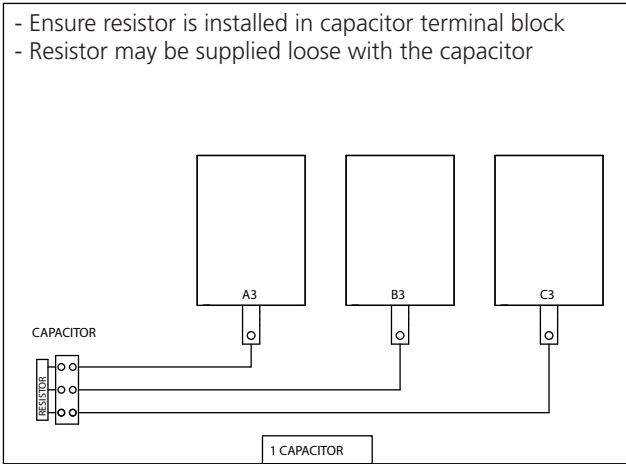 - Ensure resistor is installed in capacitor terminal block
- Resistor may be supplied loose with the capacitor
A3
B3
C3
CAPACITOR
RESISTOR
1 CAPACITOR